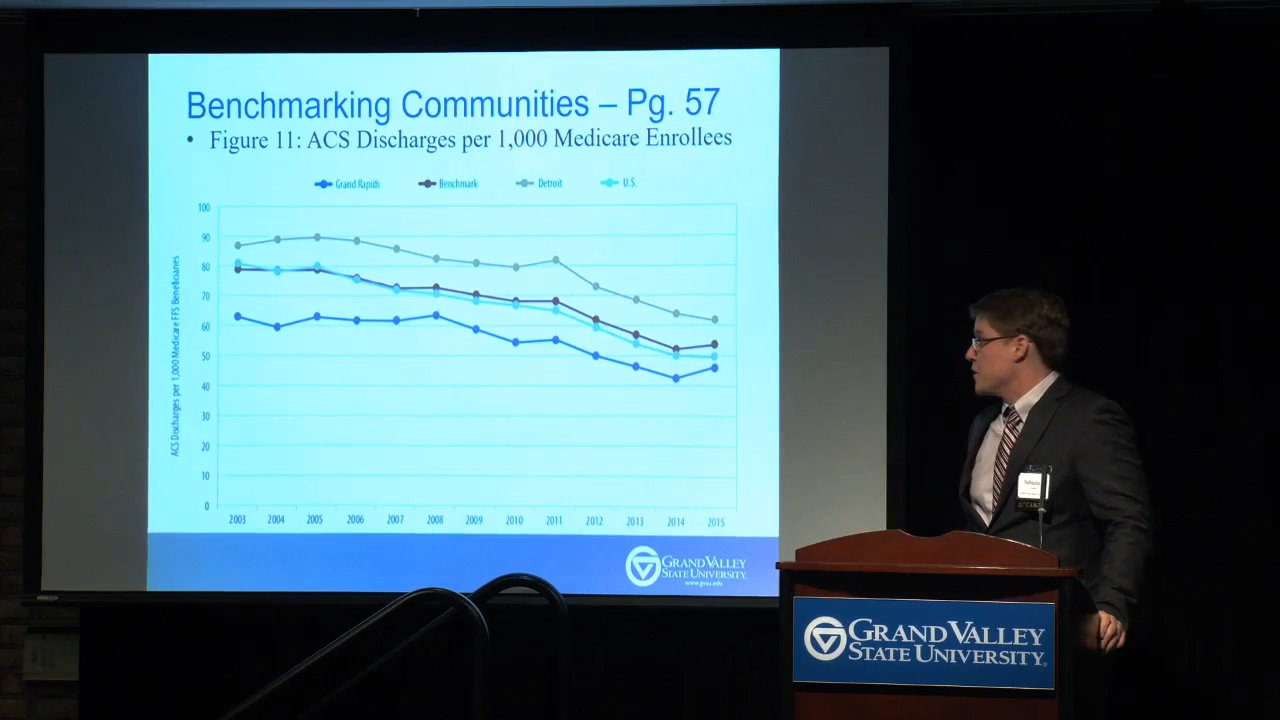 Benchmarking Communities – Pg. 57
• Figure 11: ACS Discharges per 1,000 Medicare Enrollees
Grand Rapids Benchmark Detroit U.S.
ACS Discharges per 1,000 Medicare FFS Beneficiaries
100
90
80
70
60
50
40
30
20
10
0
2003 2004 2005 2006 2007 2008 2009 2010 2011 2012 2013 2014 2015
GRAND VALLEY
STATE UNIVERSITY
www.gvsu.edu
GRAND VALLEY
STATE UNIVERSITY